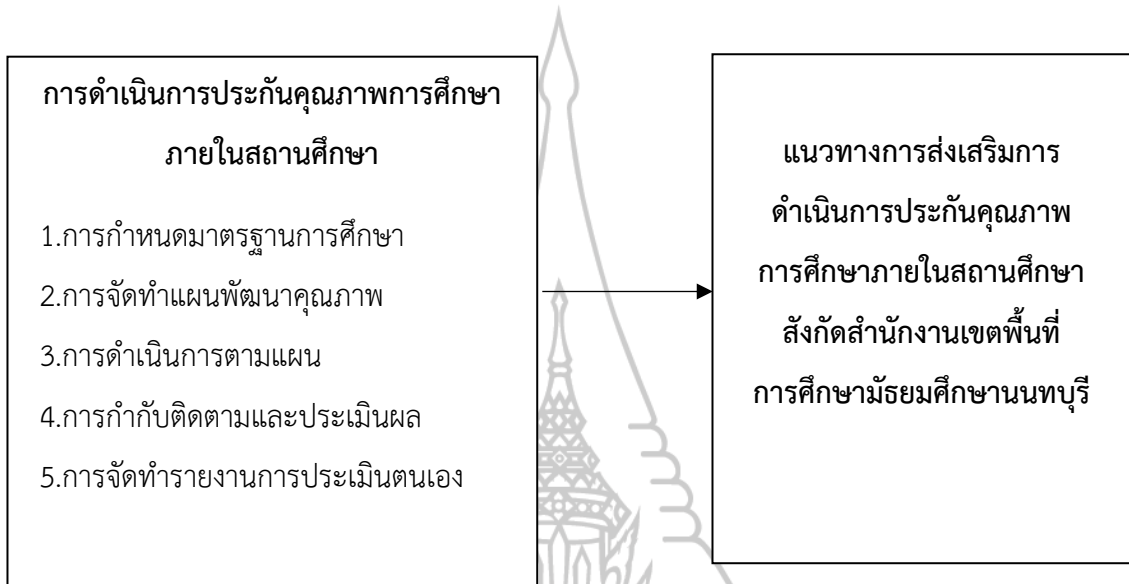 การดำเนินการประกันคุณภาพการศึกษา
ภายในสถานศึกษา
1.การกำหนดมาตรฐานการศึกษา
2.การจัดทำแผนพัฒนาคุณภาพ
3.การดำเนินการตามแผน
4.การกำกับติดตามและประเมินผล
5.การจัดทำรายงานการประเมินตนเอง
แนวทางการส่งเสริมการ
ดำเนินการประกันคุณภาพ
การศึกษาภายในสถานศึกษา
สังกัดสำนักงานเขตพื้นที่
การศึกษามัธยมศึกษานนทบุรี